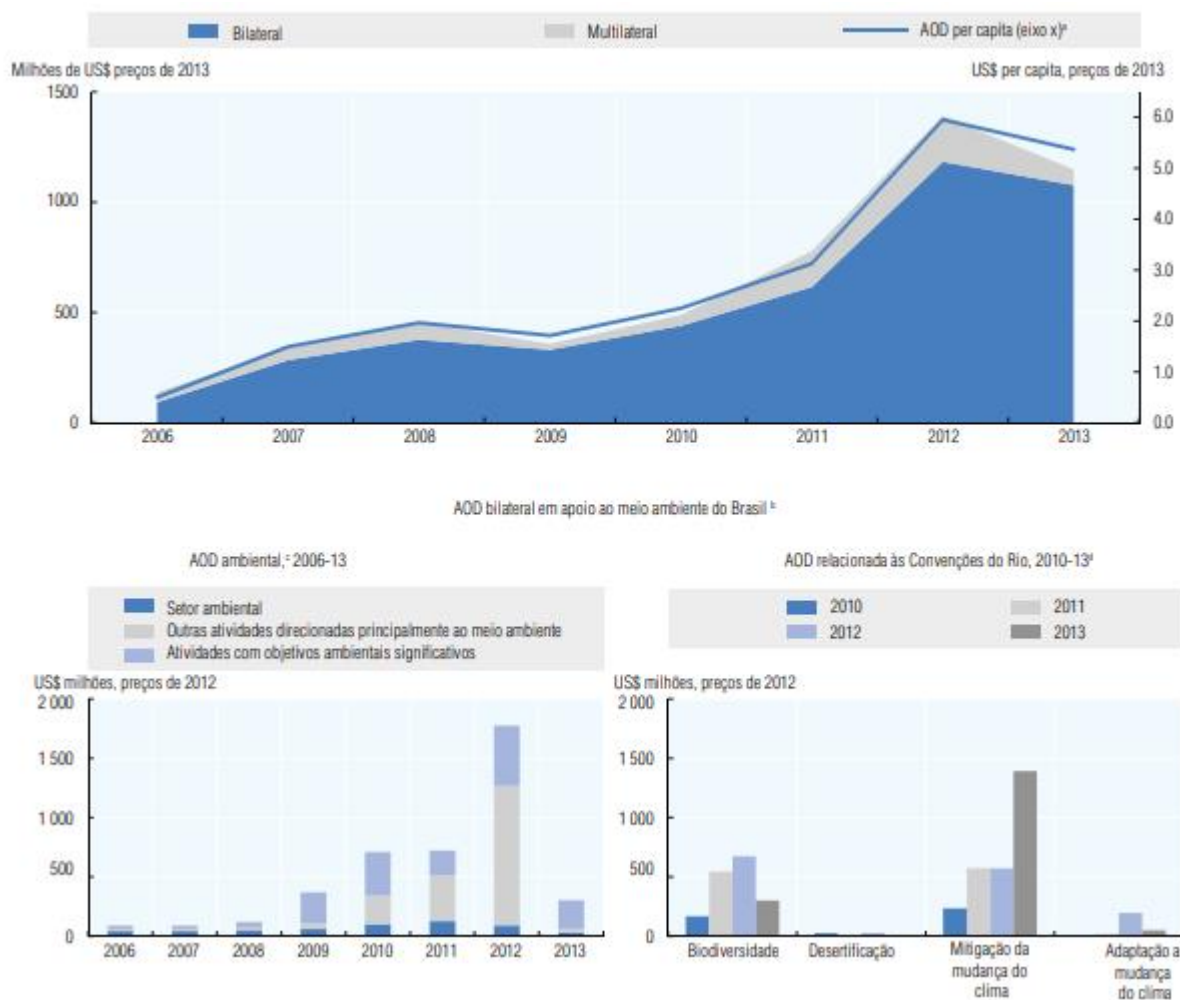 Bilateral Multilateral AOD per capita (eixo x)ª
Milhões de US$ preços de 2013 US$ per capita, preços de 2013
1500
1000
500
0
6.0
5.0
4.0
3.0
2.0
1.0
0.0
2006 2007 2008 2009 2010 2011 2012 2013
AOD bilateral em apoio ao meio ambiente do Brasil ᵇ
AOD ambiental,ᶜ 2006-13
Setor ambiental
Outras atividades direcionadas principalmente ao meio ambiente
Atividades com objetivos ambientais significativos
US$ milhões, preços de 2012
2 000
1 500
1 000
500
0
2006 2007 2008 2009 2010 2011 2012 2013
AOD relacionada às Convenções do Rio, 2010-13ᵈ
2010 2011
2012 2013
US$ milhões, preços de 2012
2 000
1 500
1 000
500
0
Biodiversidade Desertificação Mitigação da Adaptação a
mudança do mudança
clima do clima